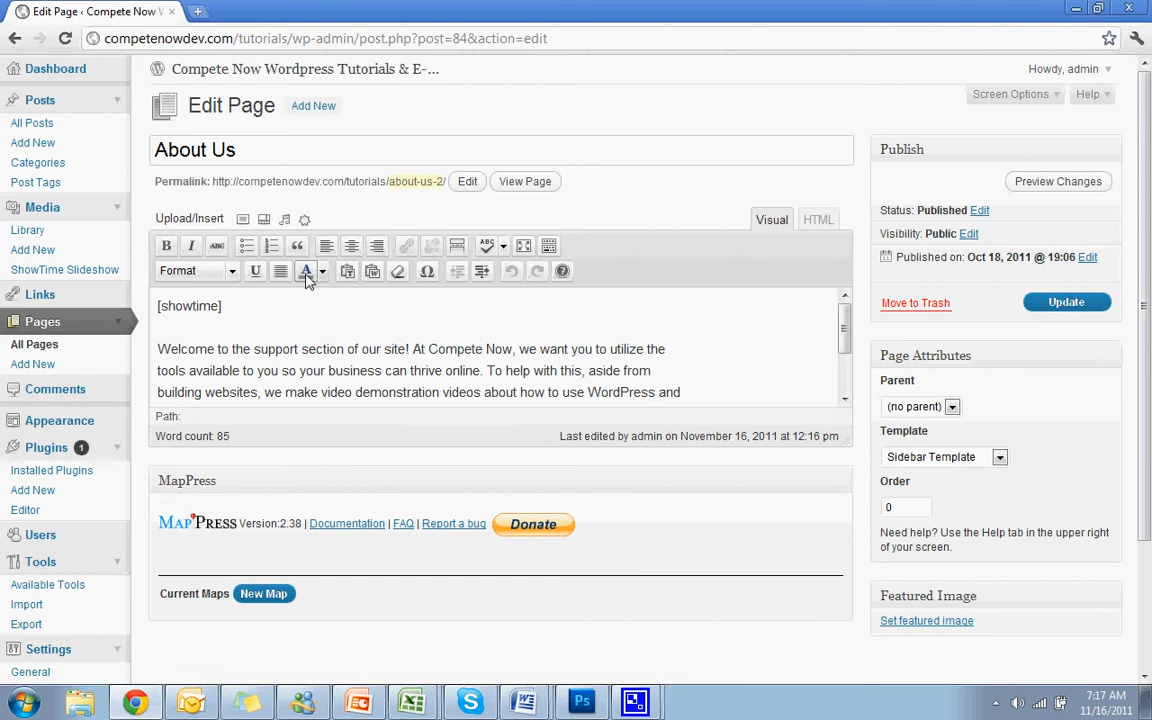 Edit Page ‹ Compete Now W
competenowdev.com/tutorials/wp-admin/post.php?post=84&action=edit
Compete Now Wordpress Tutorials & E-...
Howdy, admin
Screen Options
Help
Edit Page
Add New
Dashboard
Posts
All Posts
Add New
Categories
Post Tags
Media
Library
Add New
ShowTime Slideshow
Links
Pages
All Pages
Add New
Comments
Appearance
Plugins 1
Installed Plugins
Add New
Editor
Users
Tools
Available Tools
Import
Export
Settings
General
About Us
Permalink: http://competenowdev.com/tutorials/about-us-2/ Edit View Page
Upload/Insert
Visual
HTML
B I ABC
ABC
Format
U A
T W Ω ?
[showtime]
Welcome to the support section of our site! At Compete Now, we want you to utilize the
tools available to you so your business can thrive online. To help with this, aside from
building websites, we make video demonstration videos about how to use WordPress and
Path:
Word count: 85
Last edited by admin on November 16, 2011 at 12:16 pm
MapPress
MAPPRESS Version:2.38 | Documentation | FAQ | Report a bug Donate
Current Maps New Map
Publish
Preview Changes
Status: Published Edit
Visibility: Public Edit
Published on: Oct 18, 2011 @ 19:06 Edit
Move to Trash
Update
Page Attributes
Parent
(no parent)
Template
Sidebar Template
Order
0
Need help? Use the Help tab in the upper right
of your screen.
Featured Image
Set featured image
7:17 AM
11/16/2011